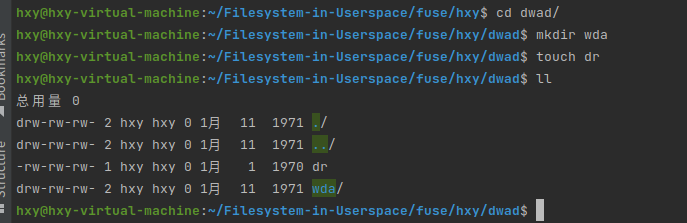 hxy@hxy-virtual-machine:~/Filesystem-in-Userspace/fuse/hxy$ cd dwad/
hxy@hxy-virtual-machine:~/Filesystem-in-Userspace/fuse/hxy/dwad$ mkdir wda
hxy@hxy-virtual-machine:~/Filesystem-in-Userspace/fuse/hxy/dwad$ touch dr
hxy@hxy-virtual-machine:~/Filesystem-in-Userspace/fuse/hxy/dwad$ ll
总用量 0
drw-rw-rw- 2 hxy hxy 0 1月 11 1971 ./
drw-rw-rw- 2 hxy hxy 0 1月 11 1971 ../
-rw-rw-rw- 1 hxy hxy 0 1月 1 1970 dr
drw-rw-rw- 2 hxy hxy 0 1月 11 1971 wda/
hxy@hxy-virtual-machine:~/Filesystem-in-Userspace/fuse/hxy/dwad$
Bookmarks
Structure